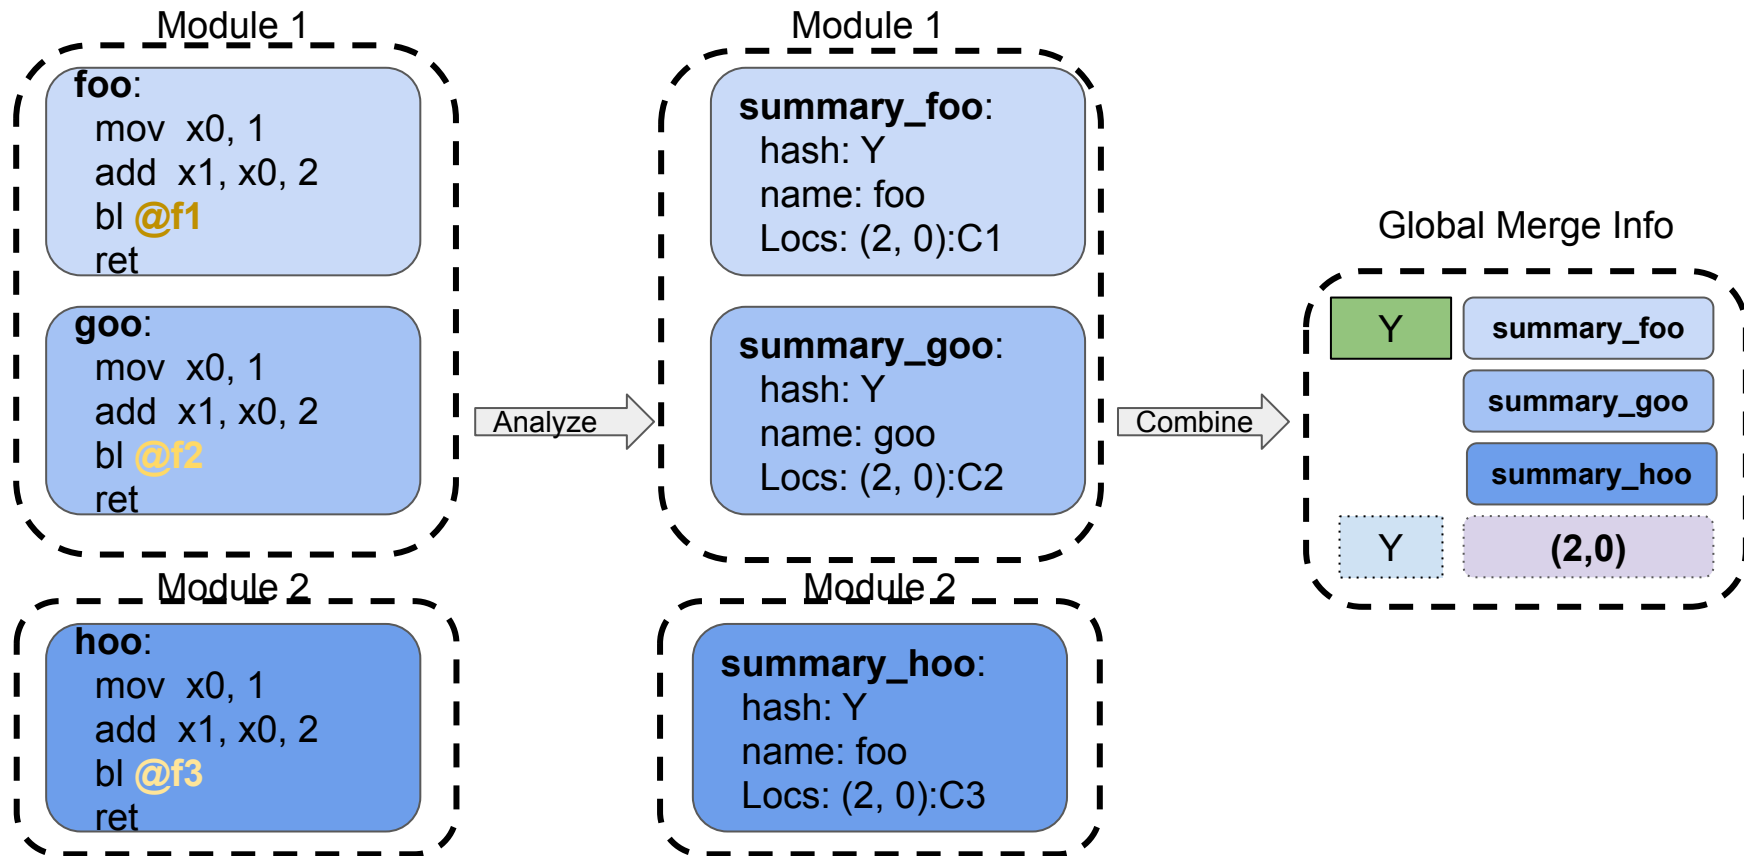 Module 1
foo:
mov x0, 1
add x1, x0, 2
bl @f1
ret
goo:
mov x0, 1
add x1, x0, 2
bl @f2
ret
Module 2
hoo:
mov x0, 1
add x1, x0, 2
bl @f3
ret
Analyze
Module 1
summary_foo:
hash: Y
name: foo
Locs: (2, 0):C1
summary_goo:
hash: Y
name: goo
Locs: (2, 0):C2
Module 2
summary_hoo:
hash: Y
name: foo
Locs: (2, 0):C3
Combine
Global Merge Info
Y summary_foo
summary_goo
summary_hoo
Y (2,0)